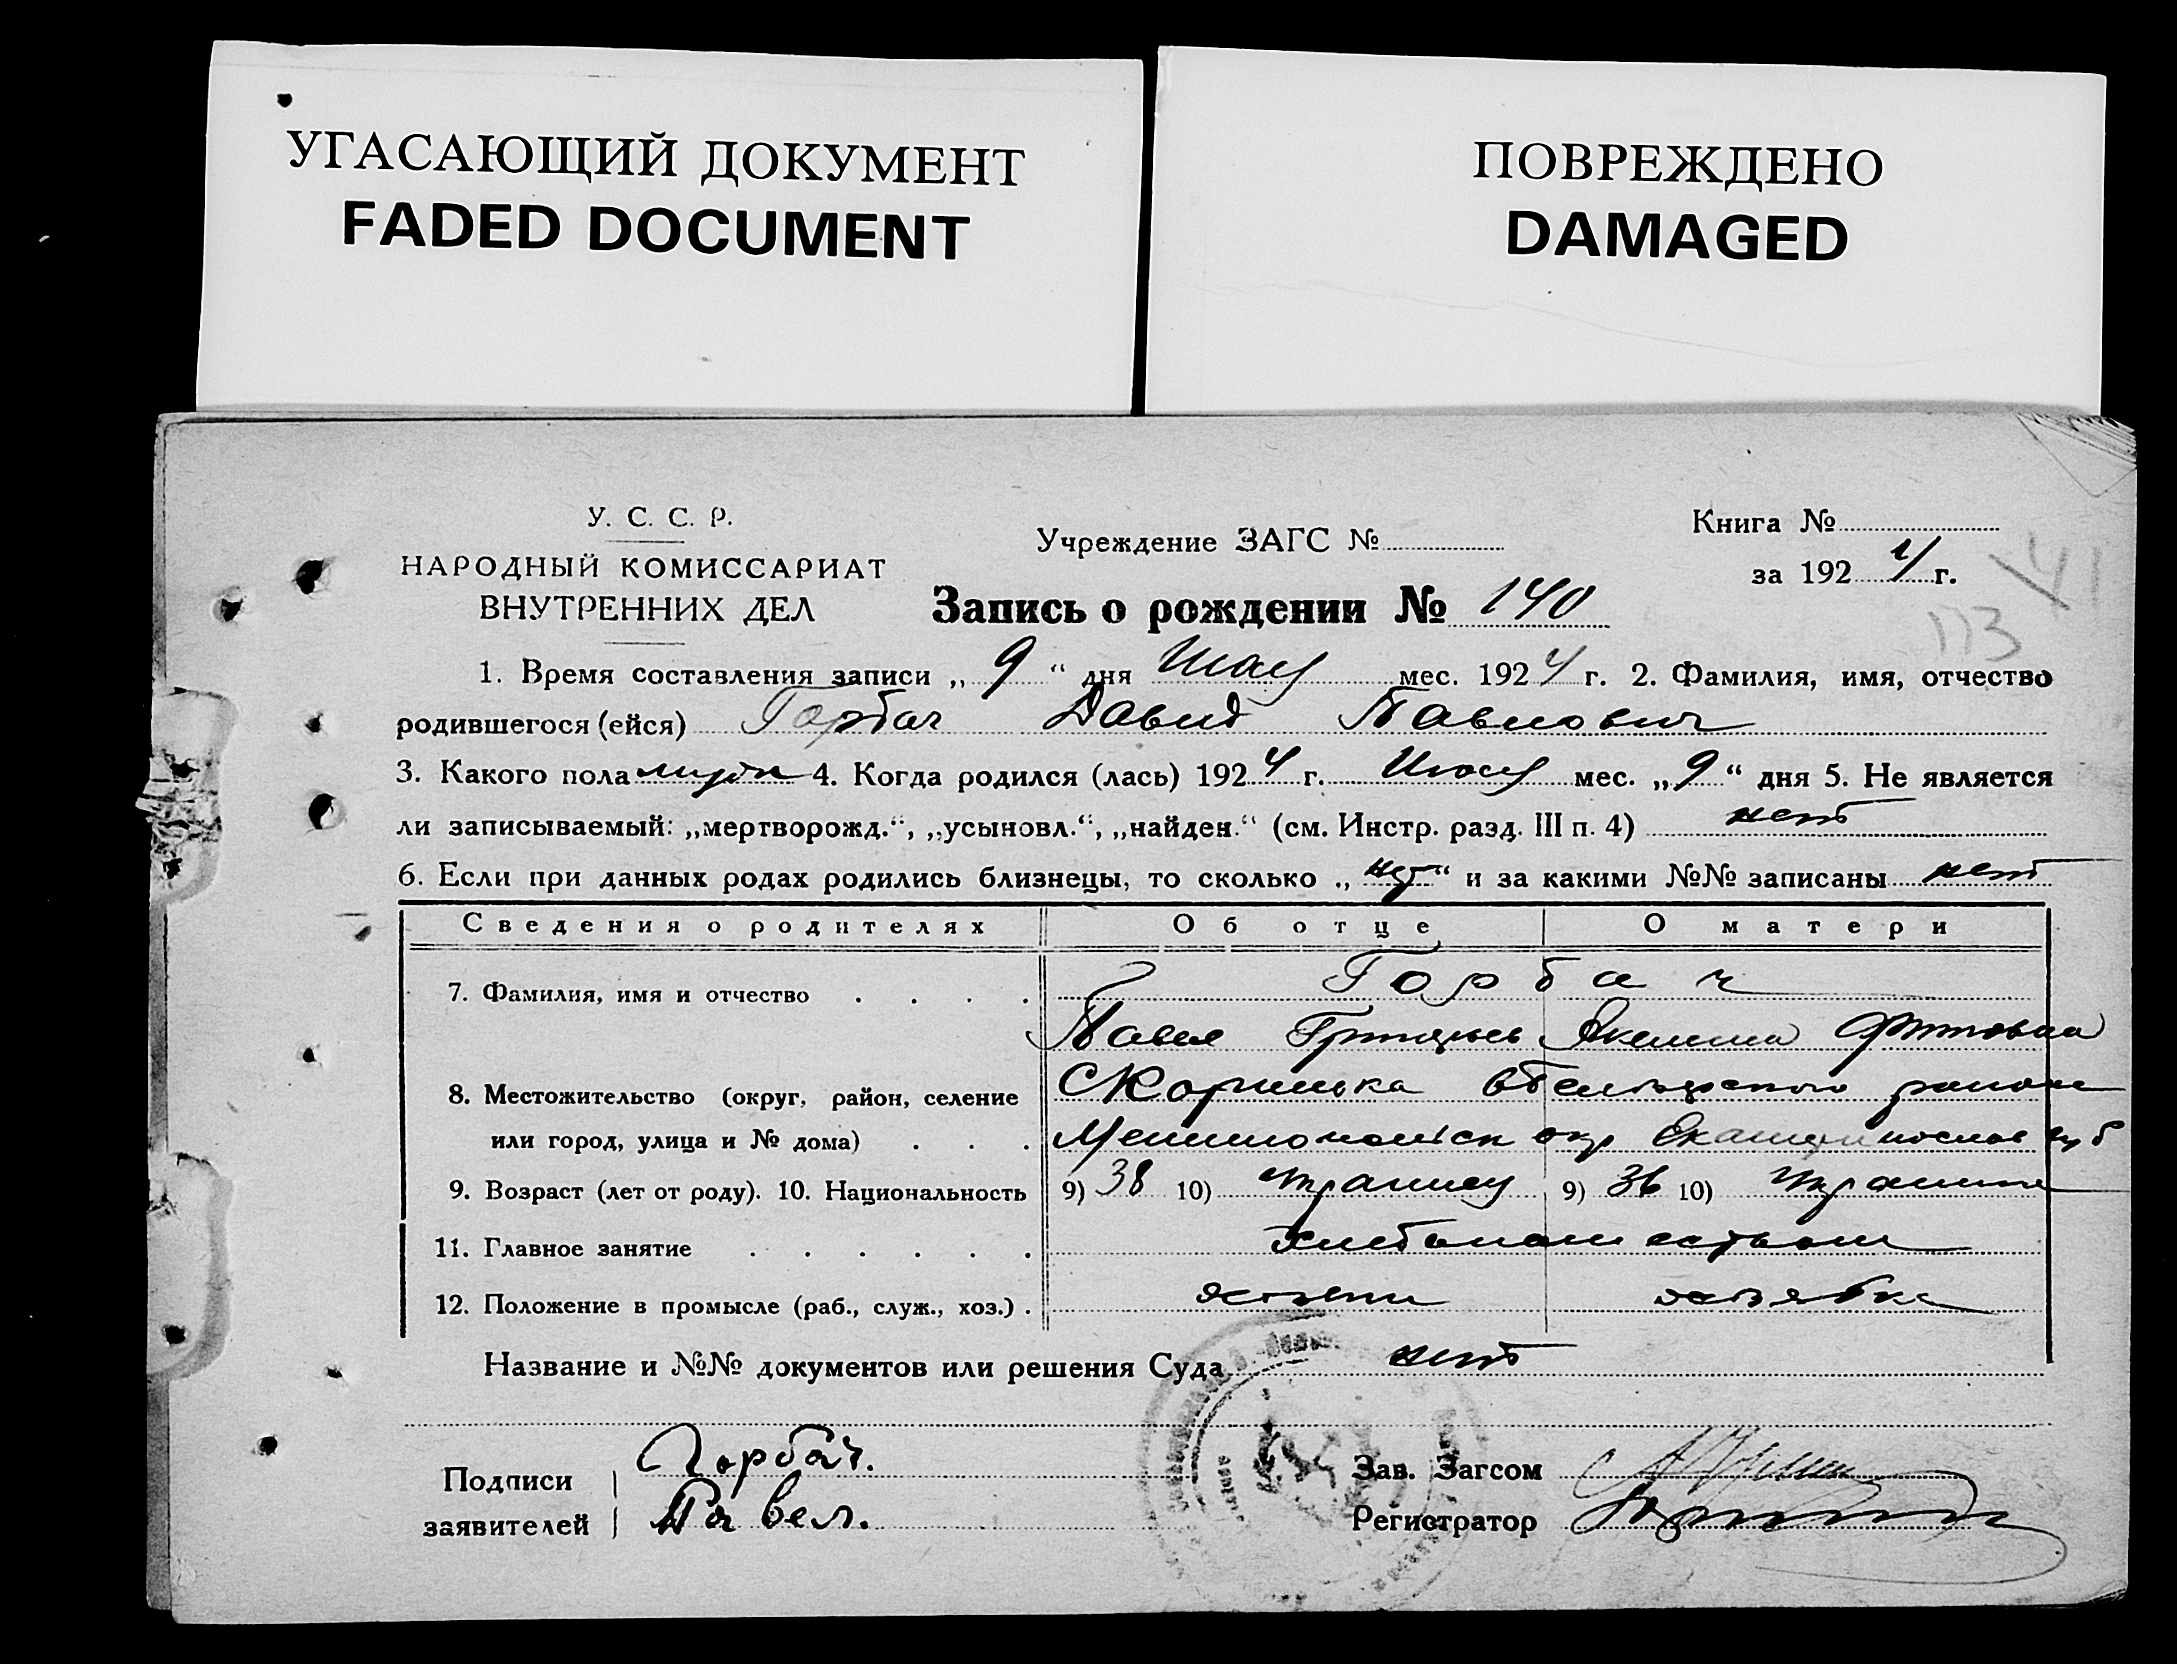 УГАСАЮЩИЙ ДОКУМЕНТ
FADED DOCUMENT
ПОВРЕЖДЕНО
DAMAGED
У. С. С. Р.
НАРОДНЫЙ КОМИССАРИАТ
ВНУТРЕННИХ ДЕЛ
Учреждение ЗАГС №
Книга №
за 1924 г.
41
173
Запись о рождении № 140
1. Время составления записи „ 9 “ дня мес. 1924 г. 2. Фамилия, имя, отчество
родившегося (ейся) Горбач Давид Павлович
3. Какого пола мужск 4. Когда родился (лась) 1924 г. мес. „ 9 “ дня 5. Не является
ли записываемый: „мертворожд.“, „усыновл.“, „найден.“ (см. Инстр. разд. III п. 4) нет
6. Если при данных родах родились близнецы, то сколько „ нет “ и за какими №№ записаны нет
Сведения о родителях Об отце О матери
7. Фамилия, имя и отчество Горбач
Павел Григорьев
8. Местожительство (округ, район, селение района
или город, улица и № дома) окр губ
9. Возраст (лет от роду). 10. Национальность 9) 38 10) 9) 36 10)
11. Главное занятие
12. Положение в промысле (раб., служ., хоз.)
Название и №№ документов или решения Суда нет
Подписи
заявителей
Горбач.
Павел.
Зав. Загсом
Регистратор